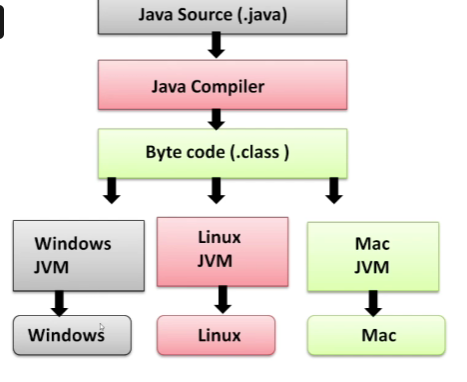 Java Source (.java)
Java Compiler
Byte code (.class )
Windows
JVM
Linux
JVM
Mac
JVM
Windows
Linux
Mac